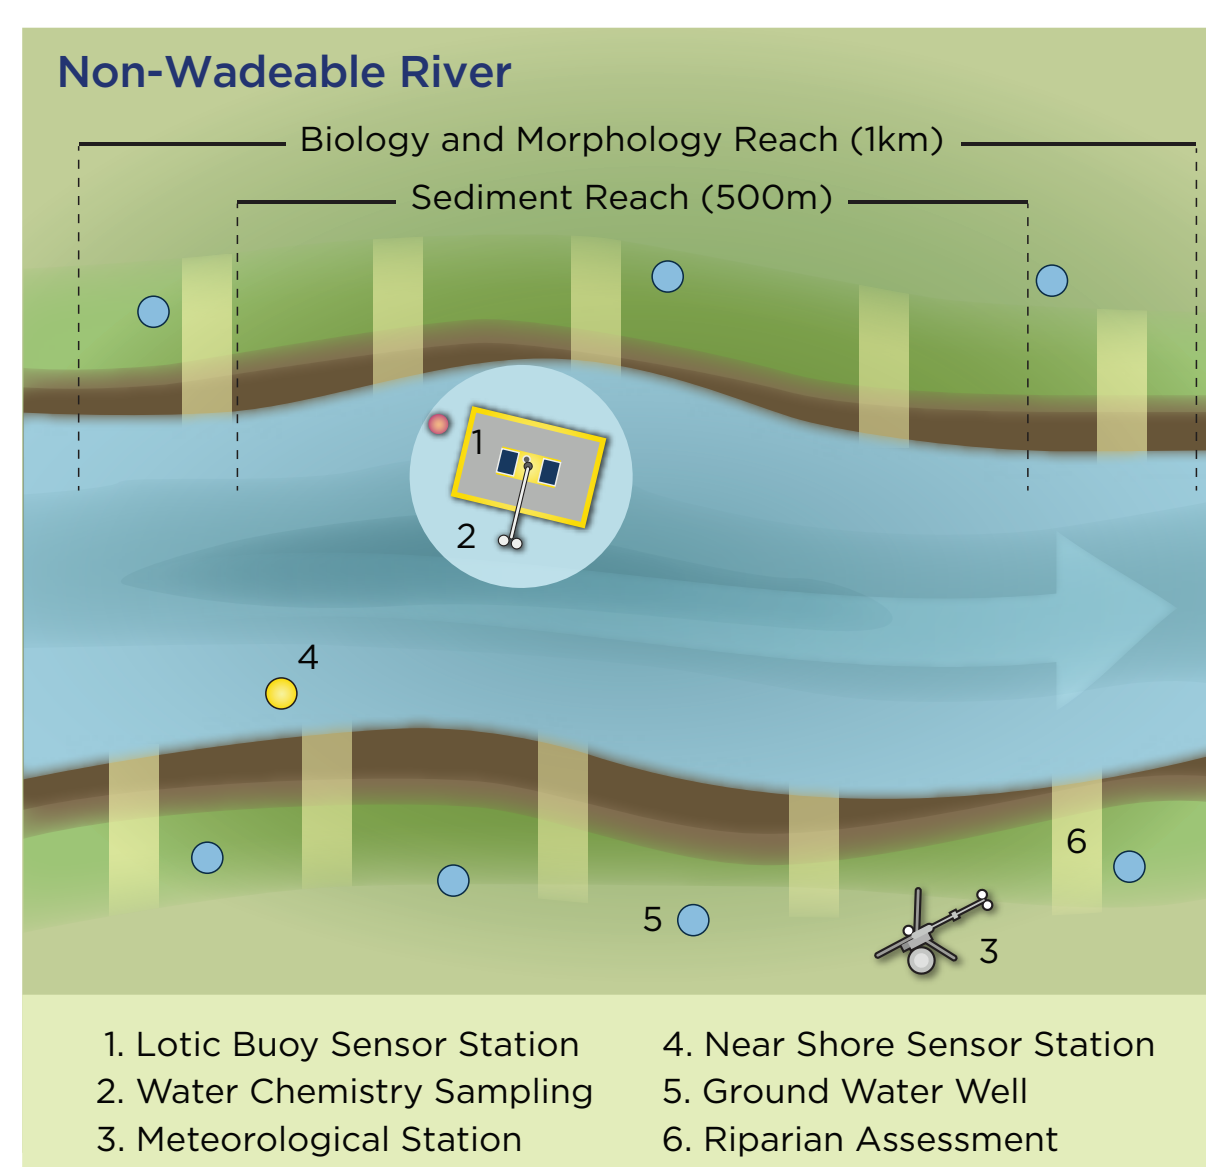 Non-Wadeable River
Biology and Morphology Reach (1km)
Sediment Reach (500m)
1
2
4
6
5
3
1. Lotic Buoy Sensor Station
2. Water Chemistry Sampling
3. Meteorological Station
4. Near Shore Sensor Station
5. Ground Water Well
6. Riparian Assessment